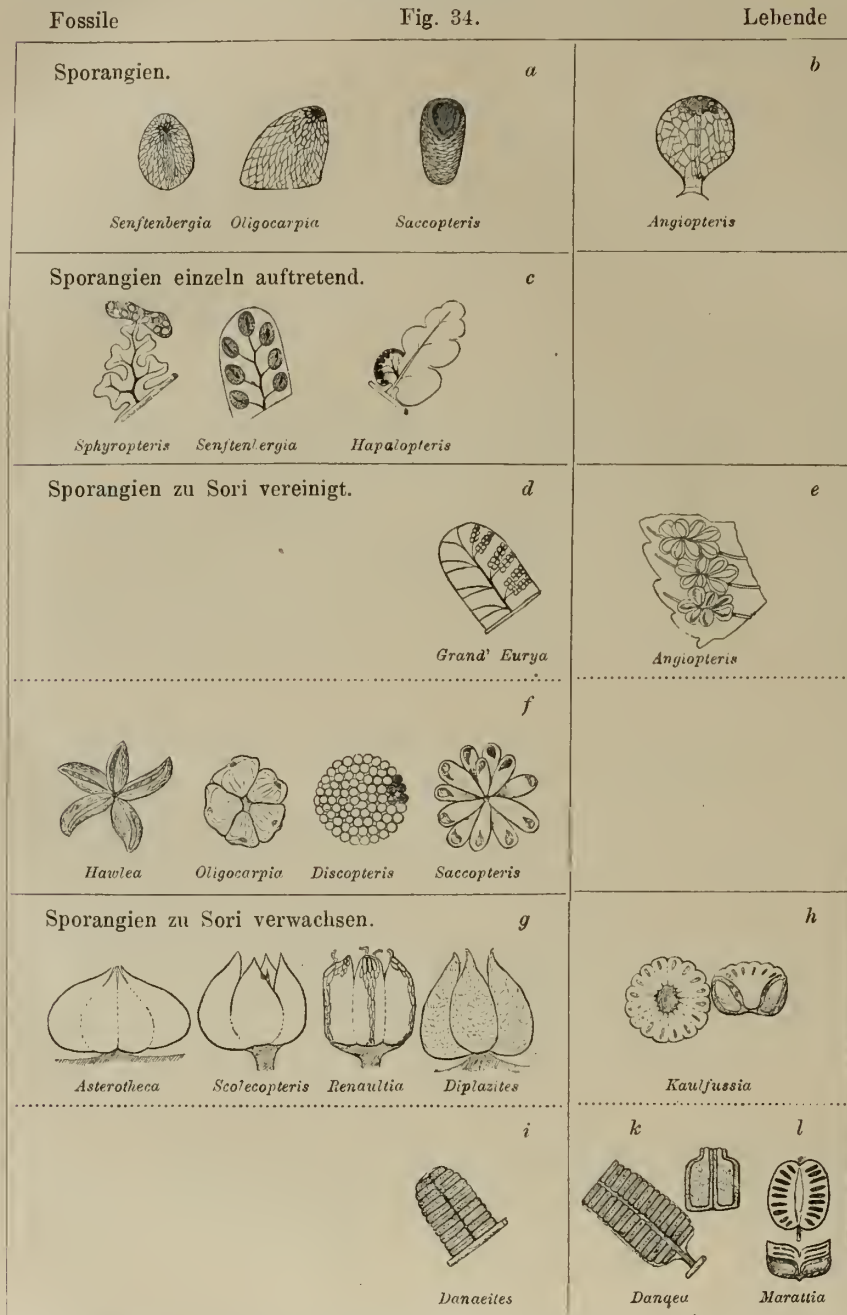 Fossile Fig. 34. Lebende
Sporangien. a b
Senftenbergia Oligocarpia Saccopteris Angiopteris
Sporangien einzeln auftretend. c
Sphyropteris Senftenbergia Hapalopteris
Sporangien zu Sori vereinigt. d e
Grand' Eurya Angiopteris
f
Hawlea Oligocarpia Discopteris Saccopteris
Sporangien zu Sori verwachsen. g h
Asterotheca Scolecopteris Renaultia Diplazites Kaulfussia
i k l
Danaeites Danaea Marattia